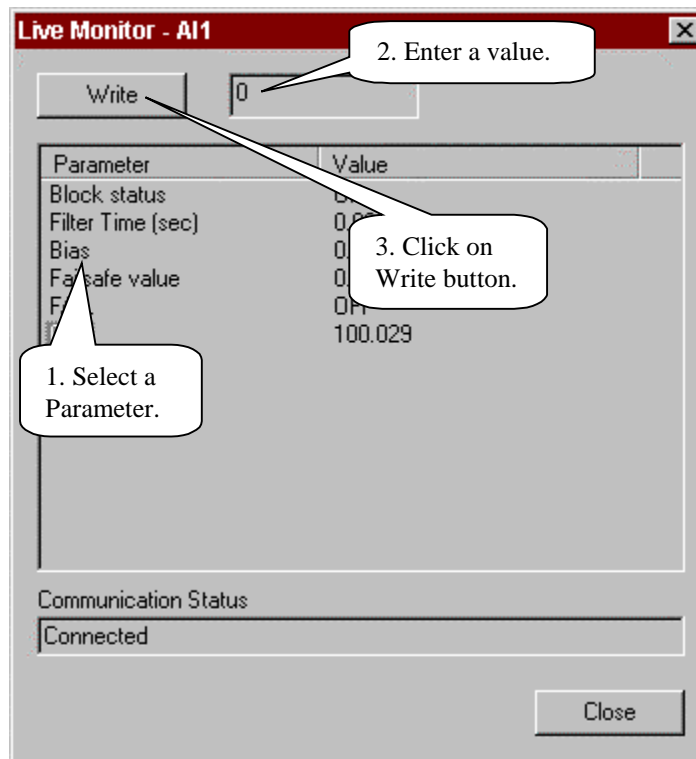 Live Monitor - AI1
2. Enter a value.
Write
0
Parameter Value
Block status
Filter Time (sec)
Bias
3. Click on
Write button.
Failsafe value
OFF
100.029
1. Select a
Parameter.
Communication Status
Connected
Close